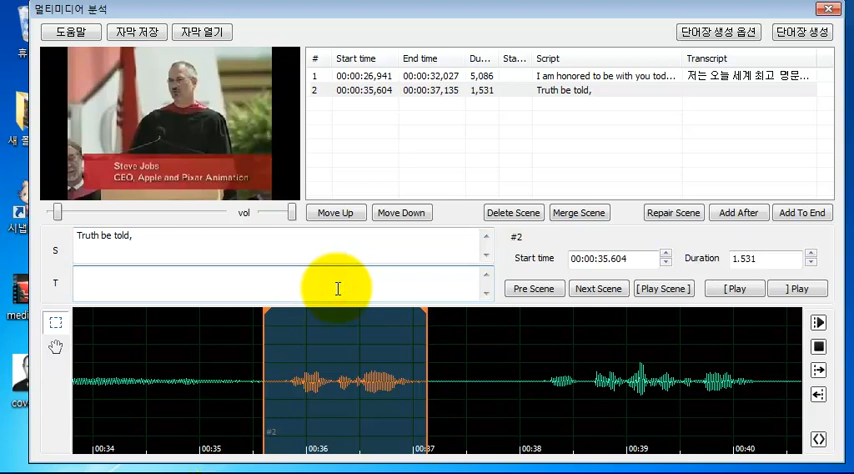 멀티미디어 분석
도움말
자막 저장
자막 열기
단어장 생성 옵션
단어장 생성
Steve Jobs
CEO, Apple and Pixar Animation
# Start time End time Du... Sta... Script Transcript
1 00:00:26,941 00:00:32,027 5,086 I am honored to be with you tod... 저는 오늘 세계 최고 명문...
2 00:00:35,604 00:00:37,135 1,531 Truth be told,
vol
Move Up
Move Down
Delete Scene
Merge Scene
Repair Scene
Add After
Add To End
S
Truth be told,
T
#2
Start time 00:00:35.604 Duration 1.531
Pre Scene
Next Scene
[Play Scene ]
[ Play
] Play
#2
00:34 00:35 00:36 00:37 00:38 00:39 00:40
휴
새 폴
시냅
medi
cov